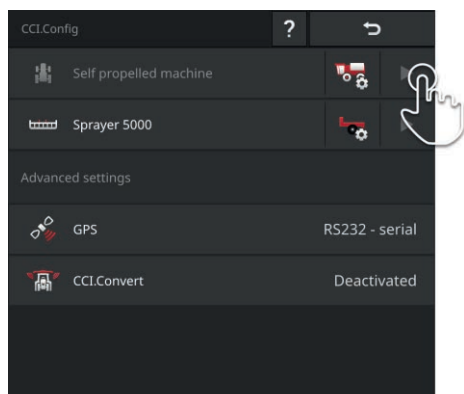 CCI.Config ?
Self propelled machine
Sprayer 5000
Advanced settings
GPS RS232 - serial
CCI.Convert Deactivated